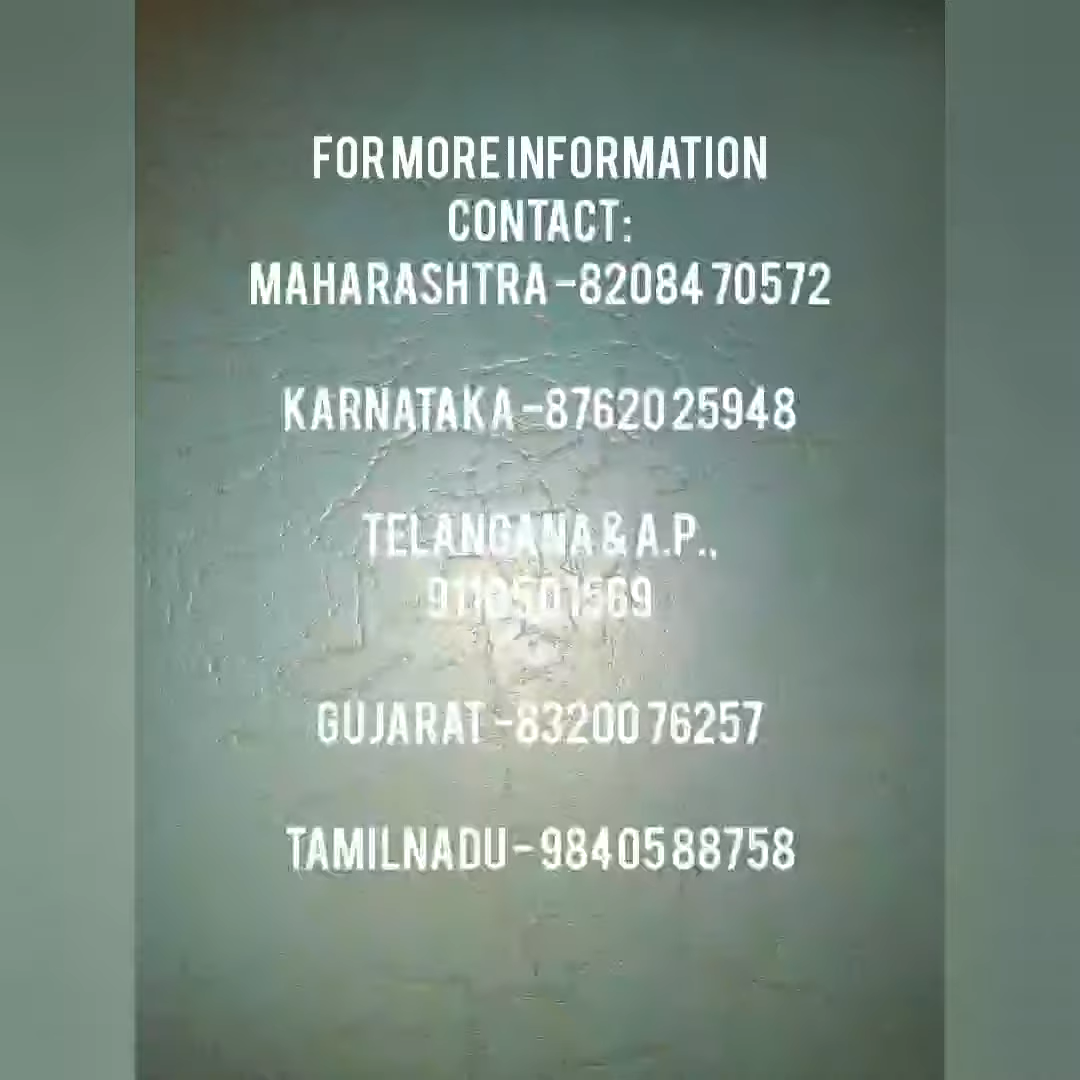 FOR MORE INFORMATION
CONTACT:
MAHARASHTRA -82084 70572
KARNATAKA -87620 25948
TELANGANA & A.P.,
GUJARAT -83200 76257
TAMILNADU - 98405 88758